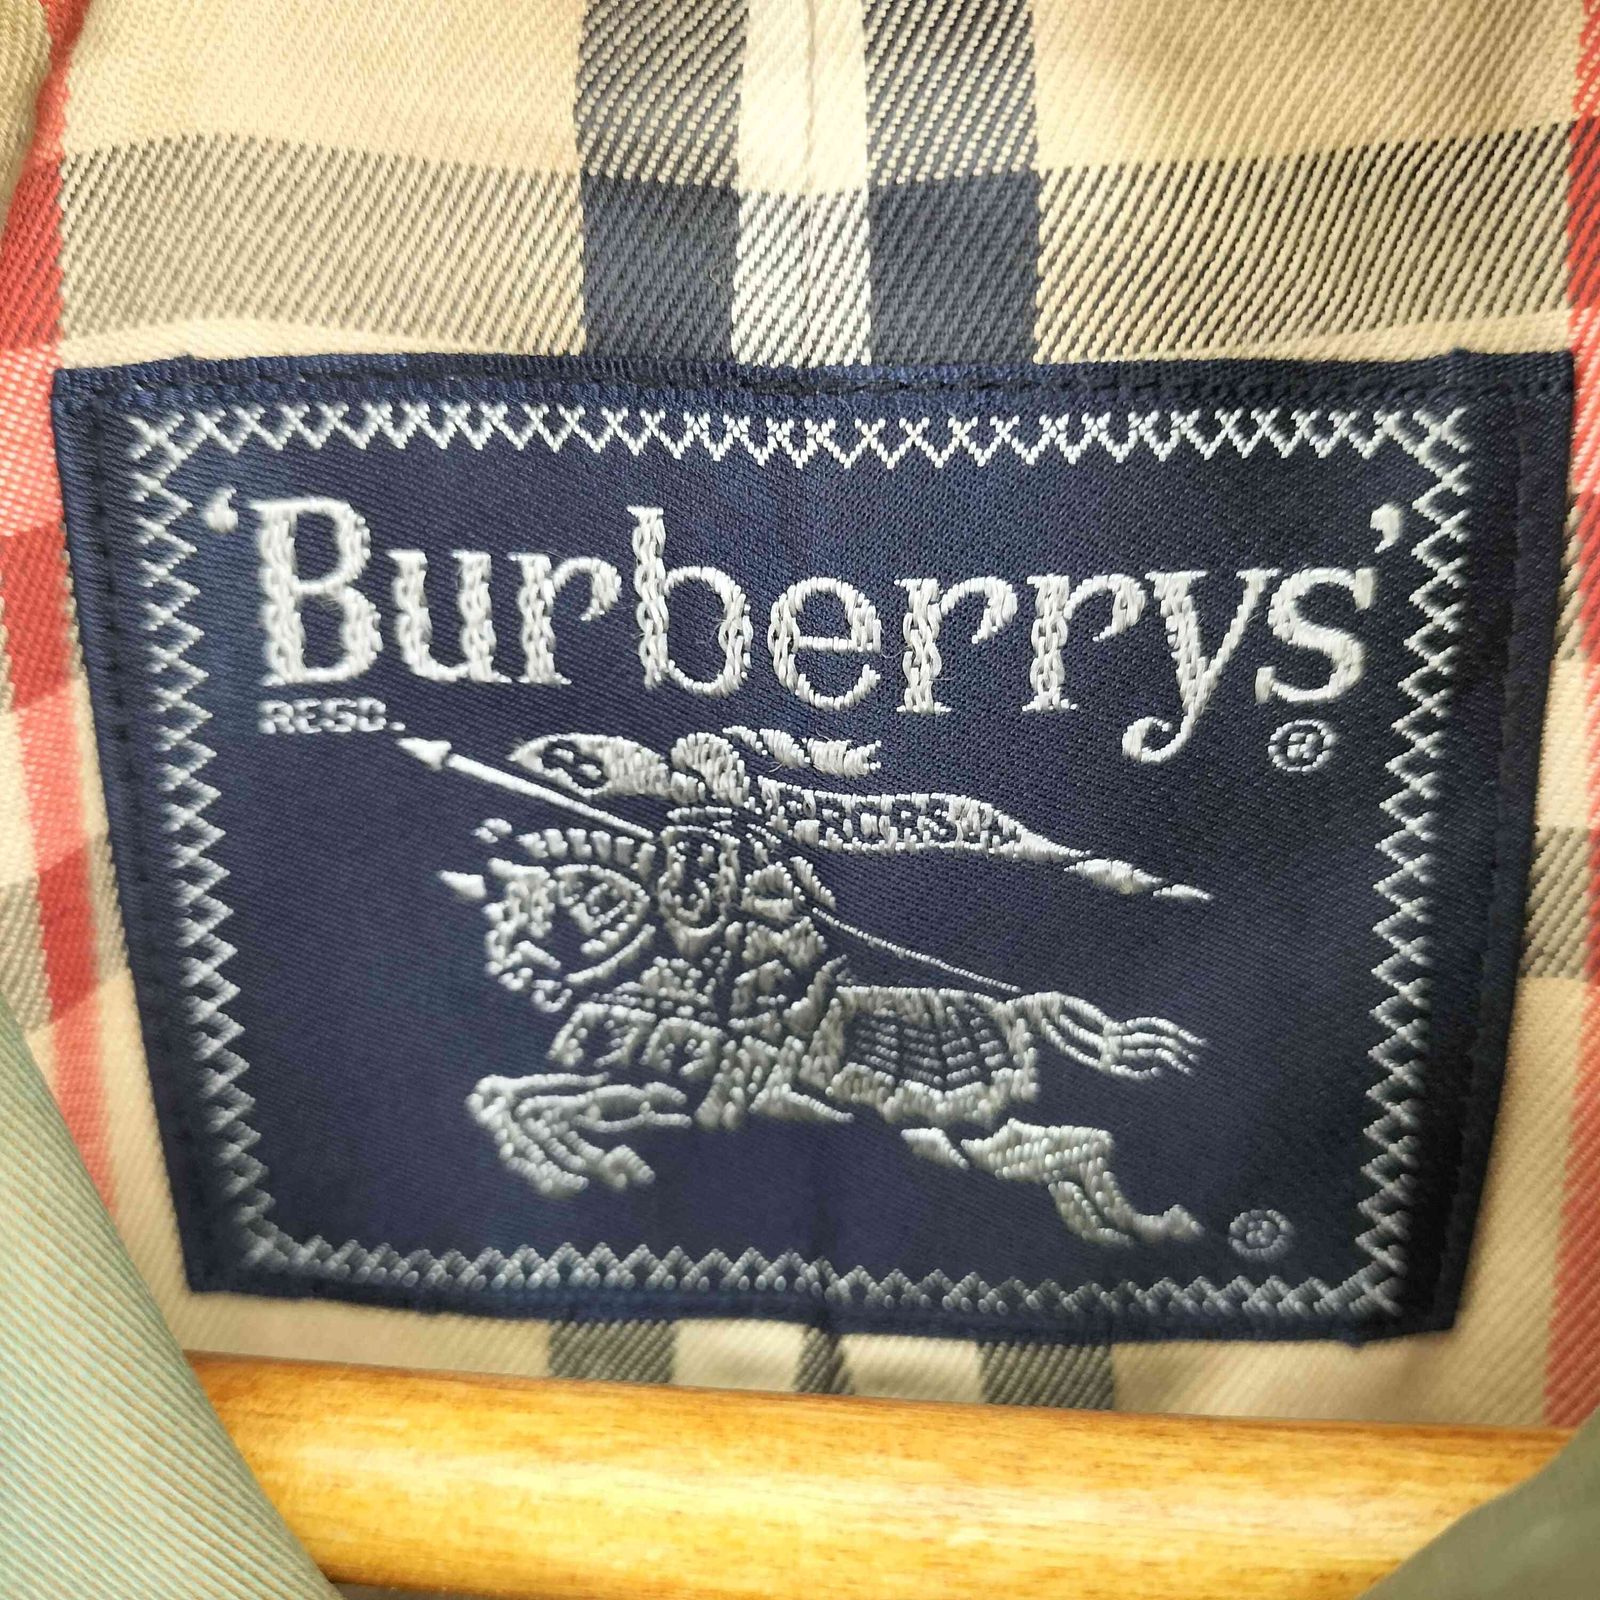 'Burberrys'
REGD.
®
PRORSUM
®